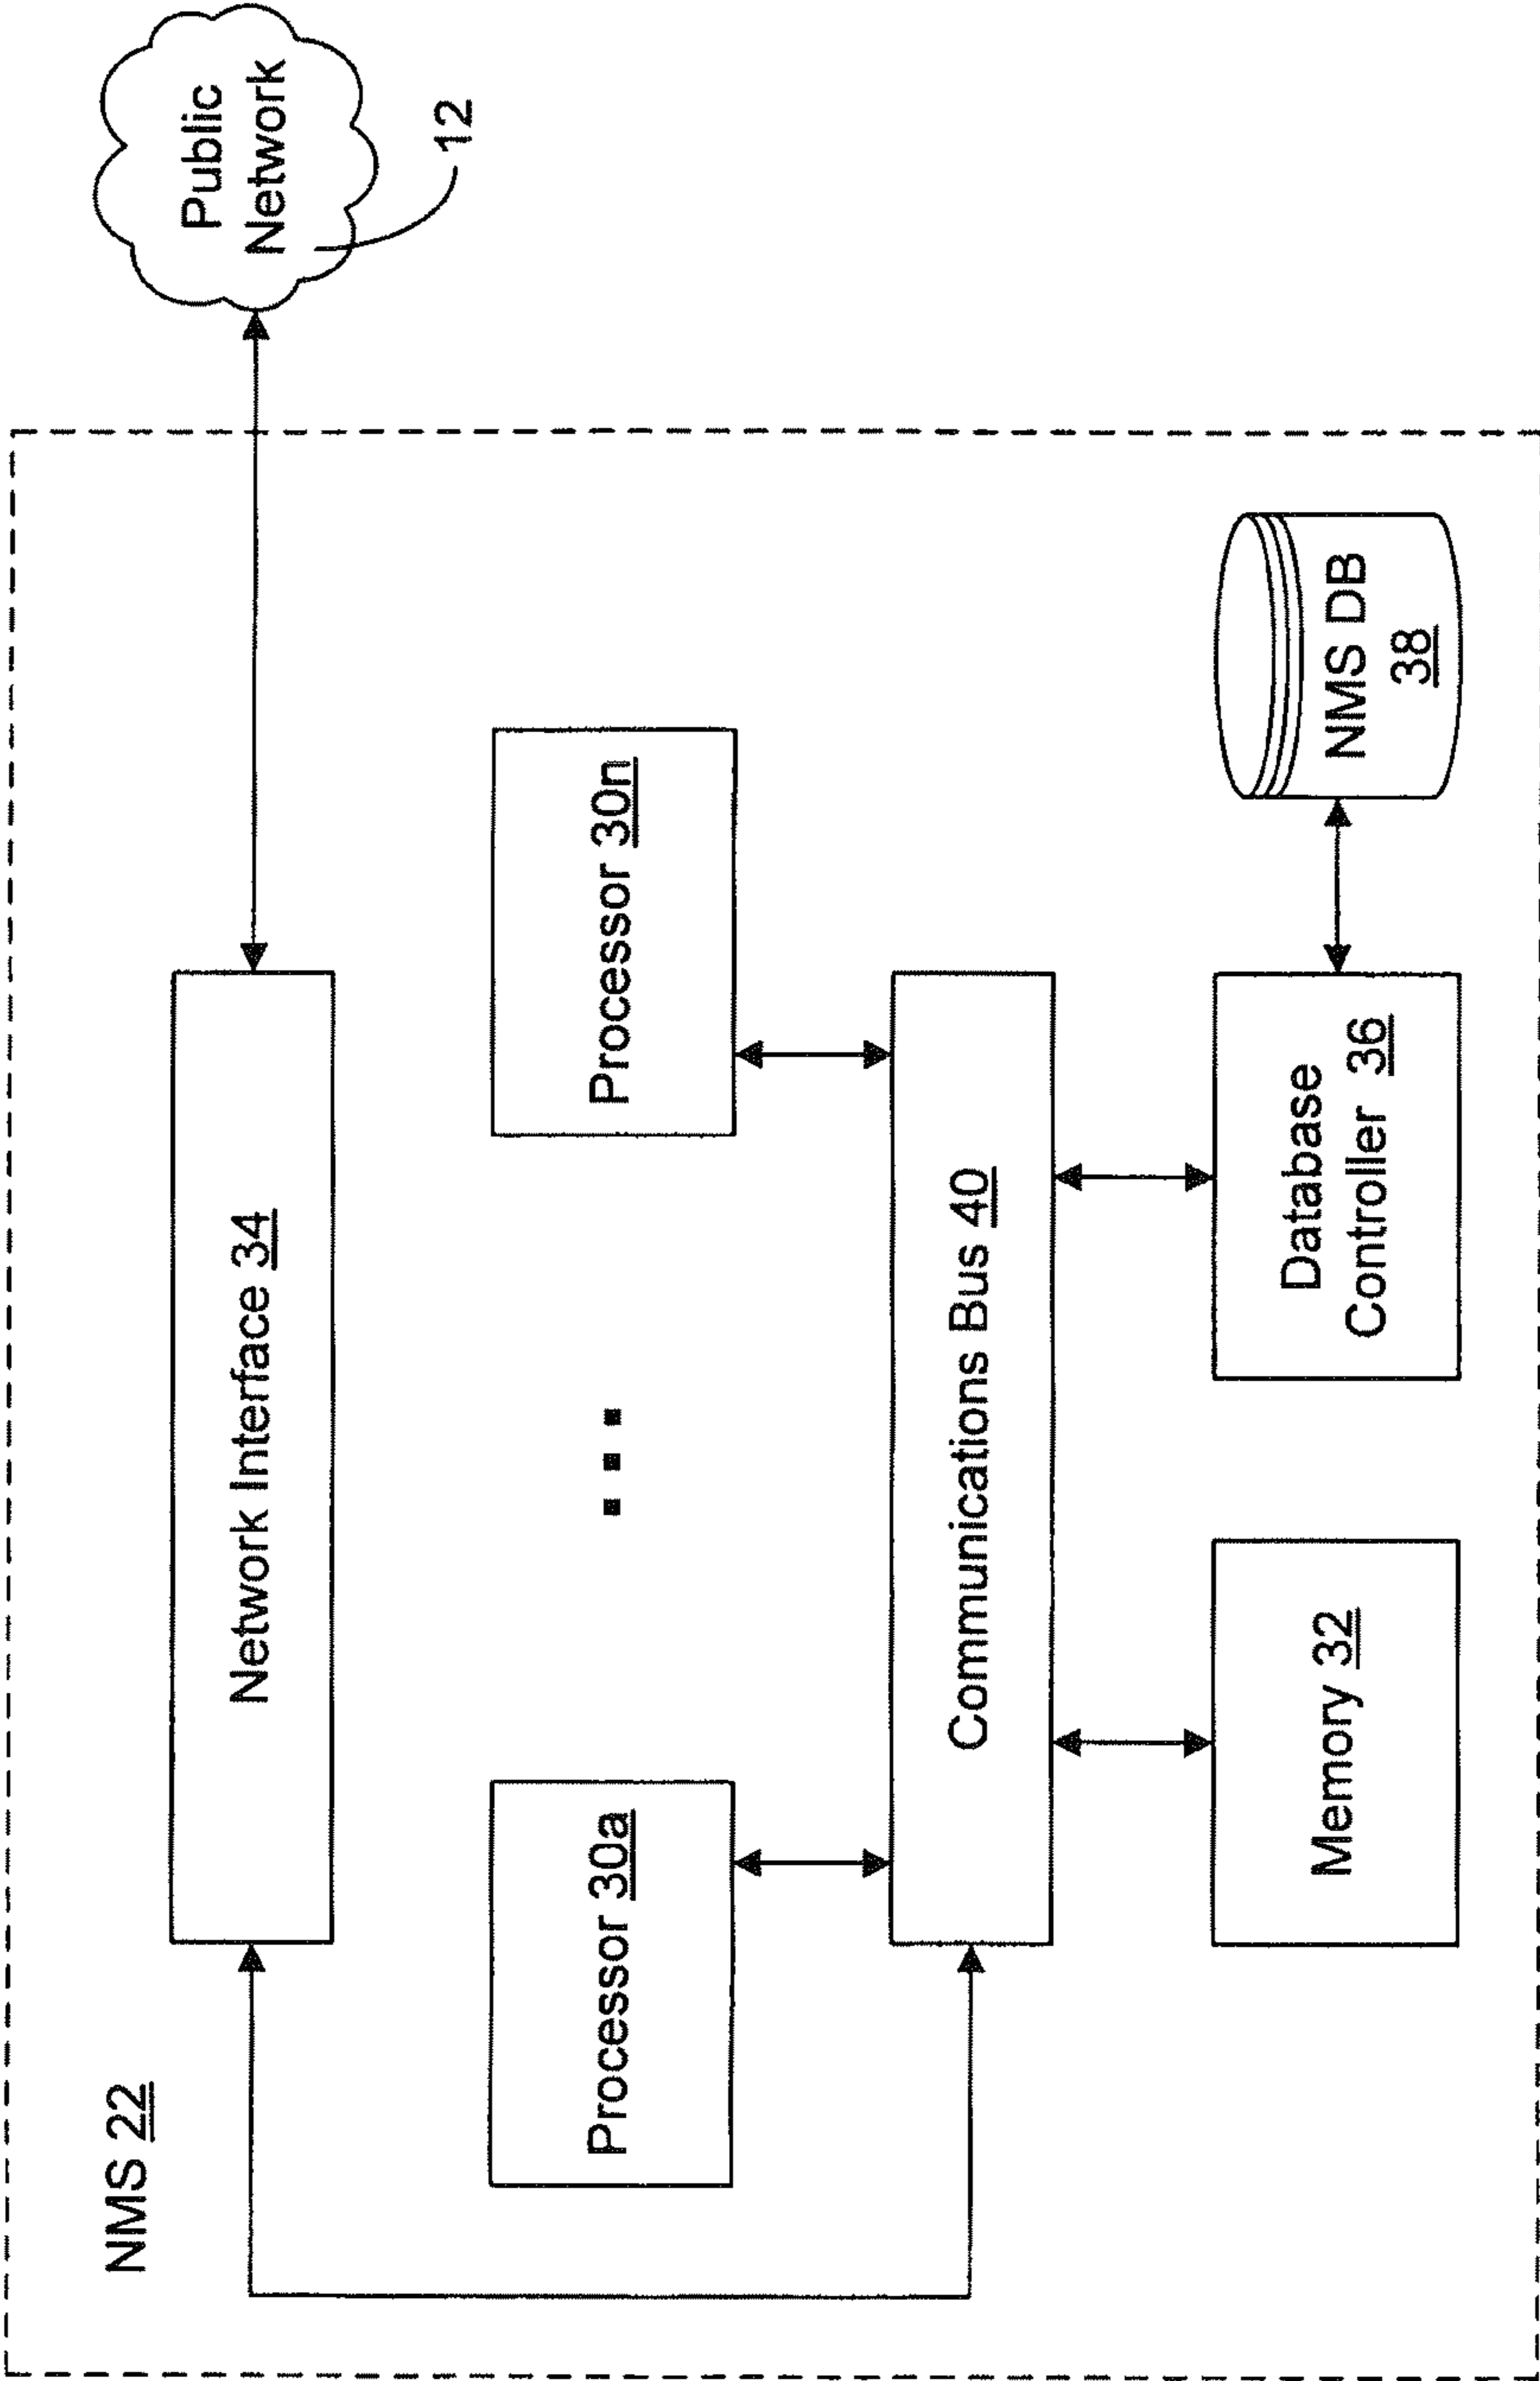 NMS 22
Network Interface 34
Public
Network
12
Processor 30a
Processor 30n
Communications Bus 40
Memory 32
Database
Controller 36
NMS DB
38